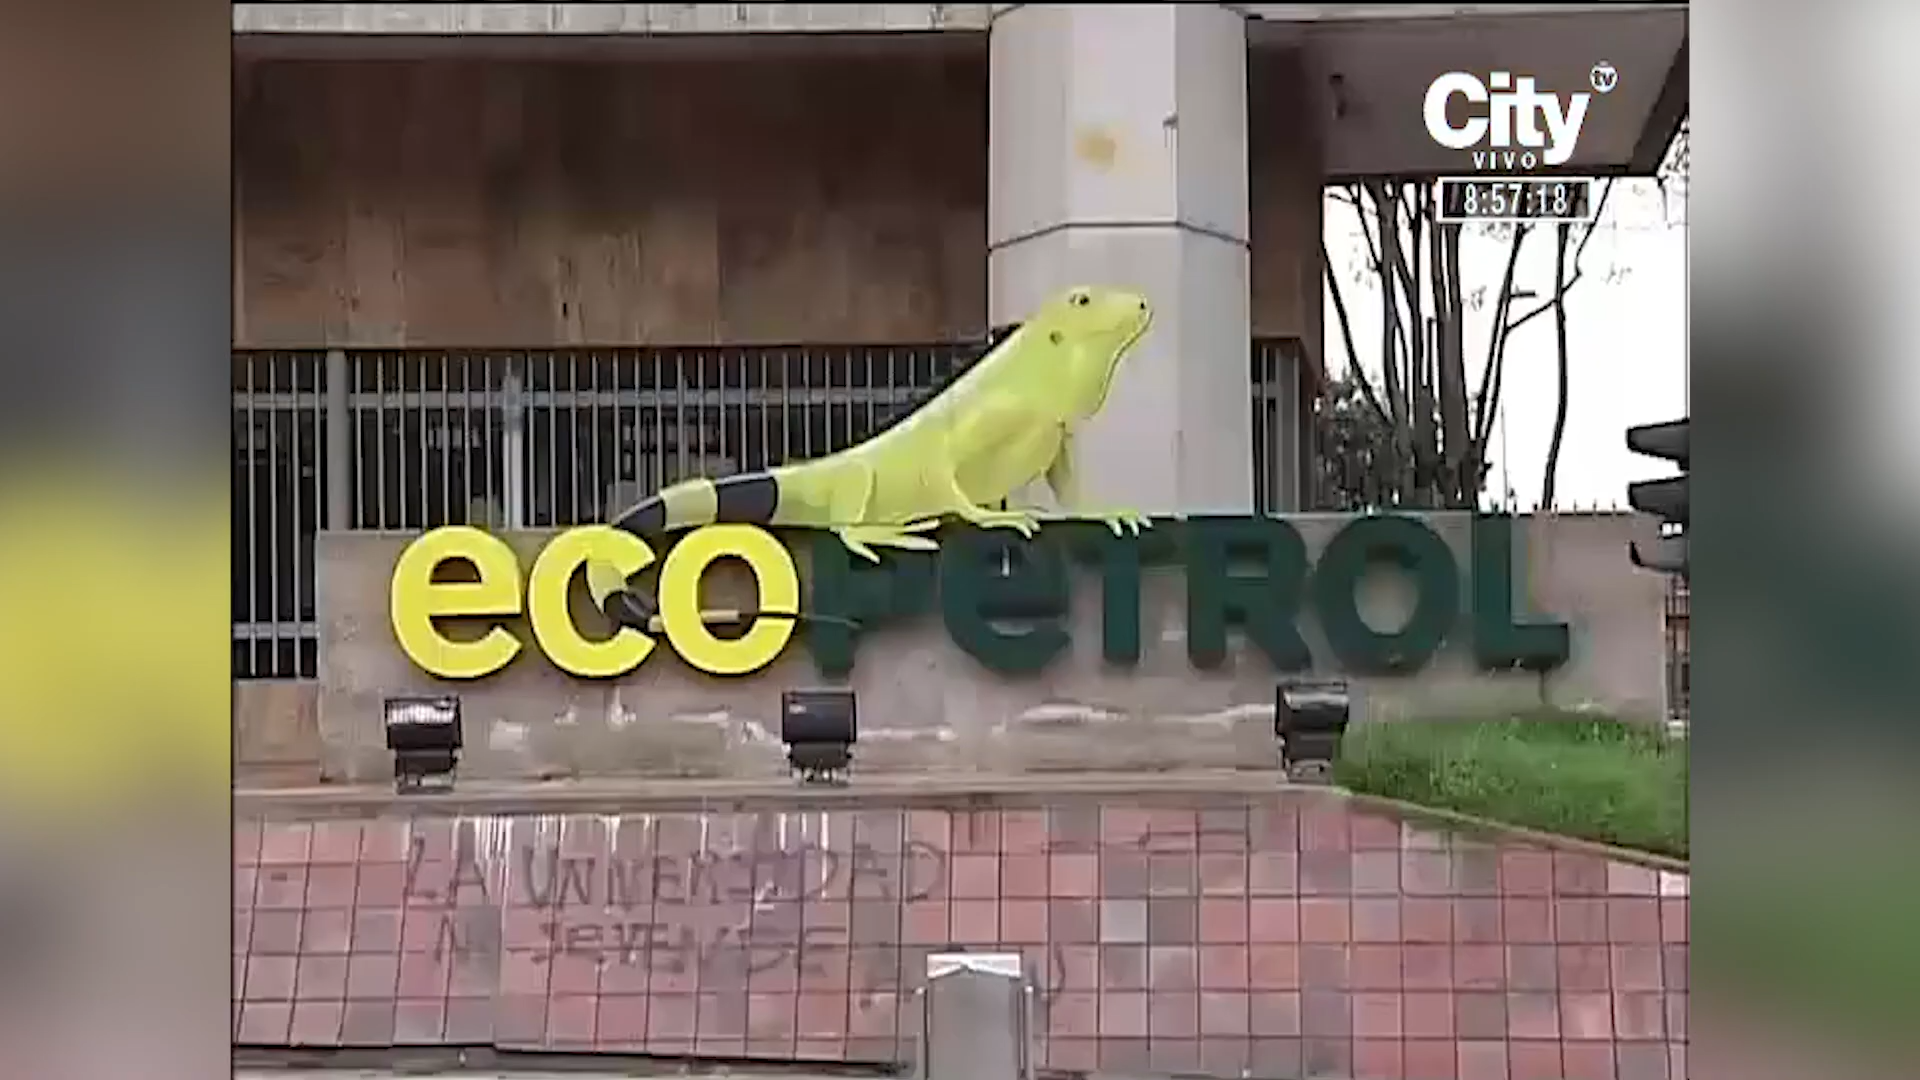 City tv
VIVO
8:57:18
ecoPeTROL
LA UNIVERSIDAD